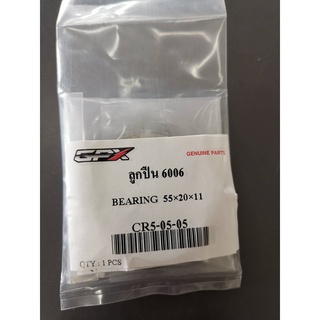 GPX
GENUINE PARTS
ลูกปืน 6006
BEARING 55×20×11
CR5-05-05
QTY : 1 PCS